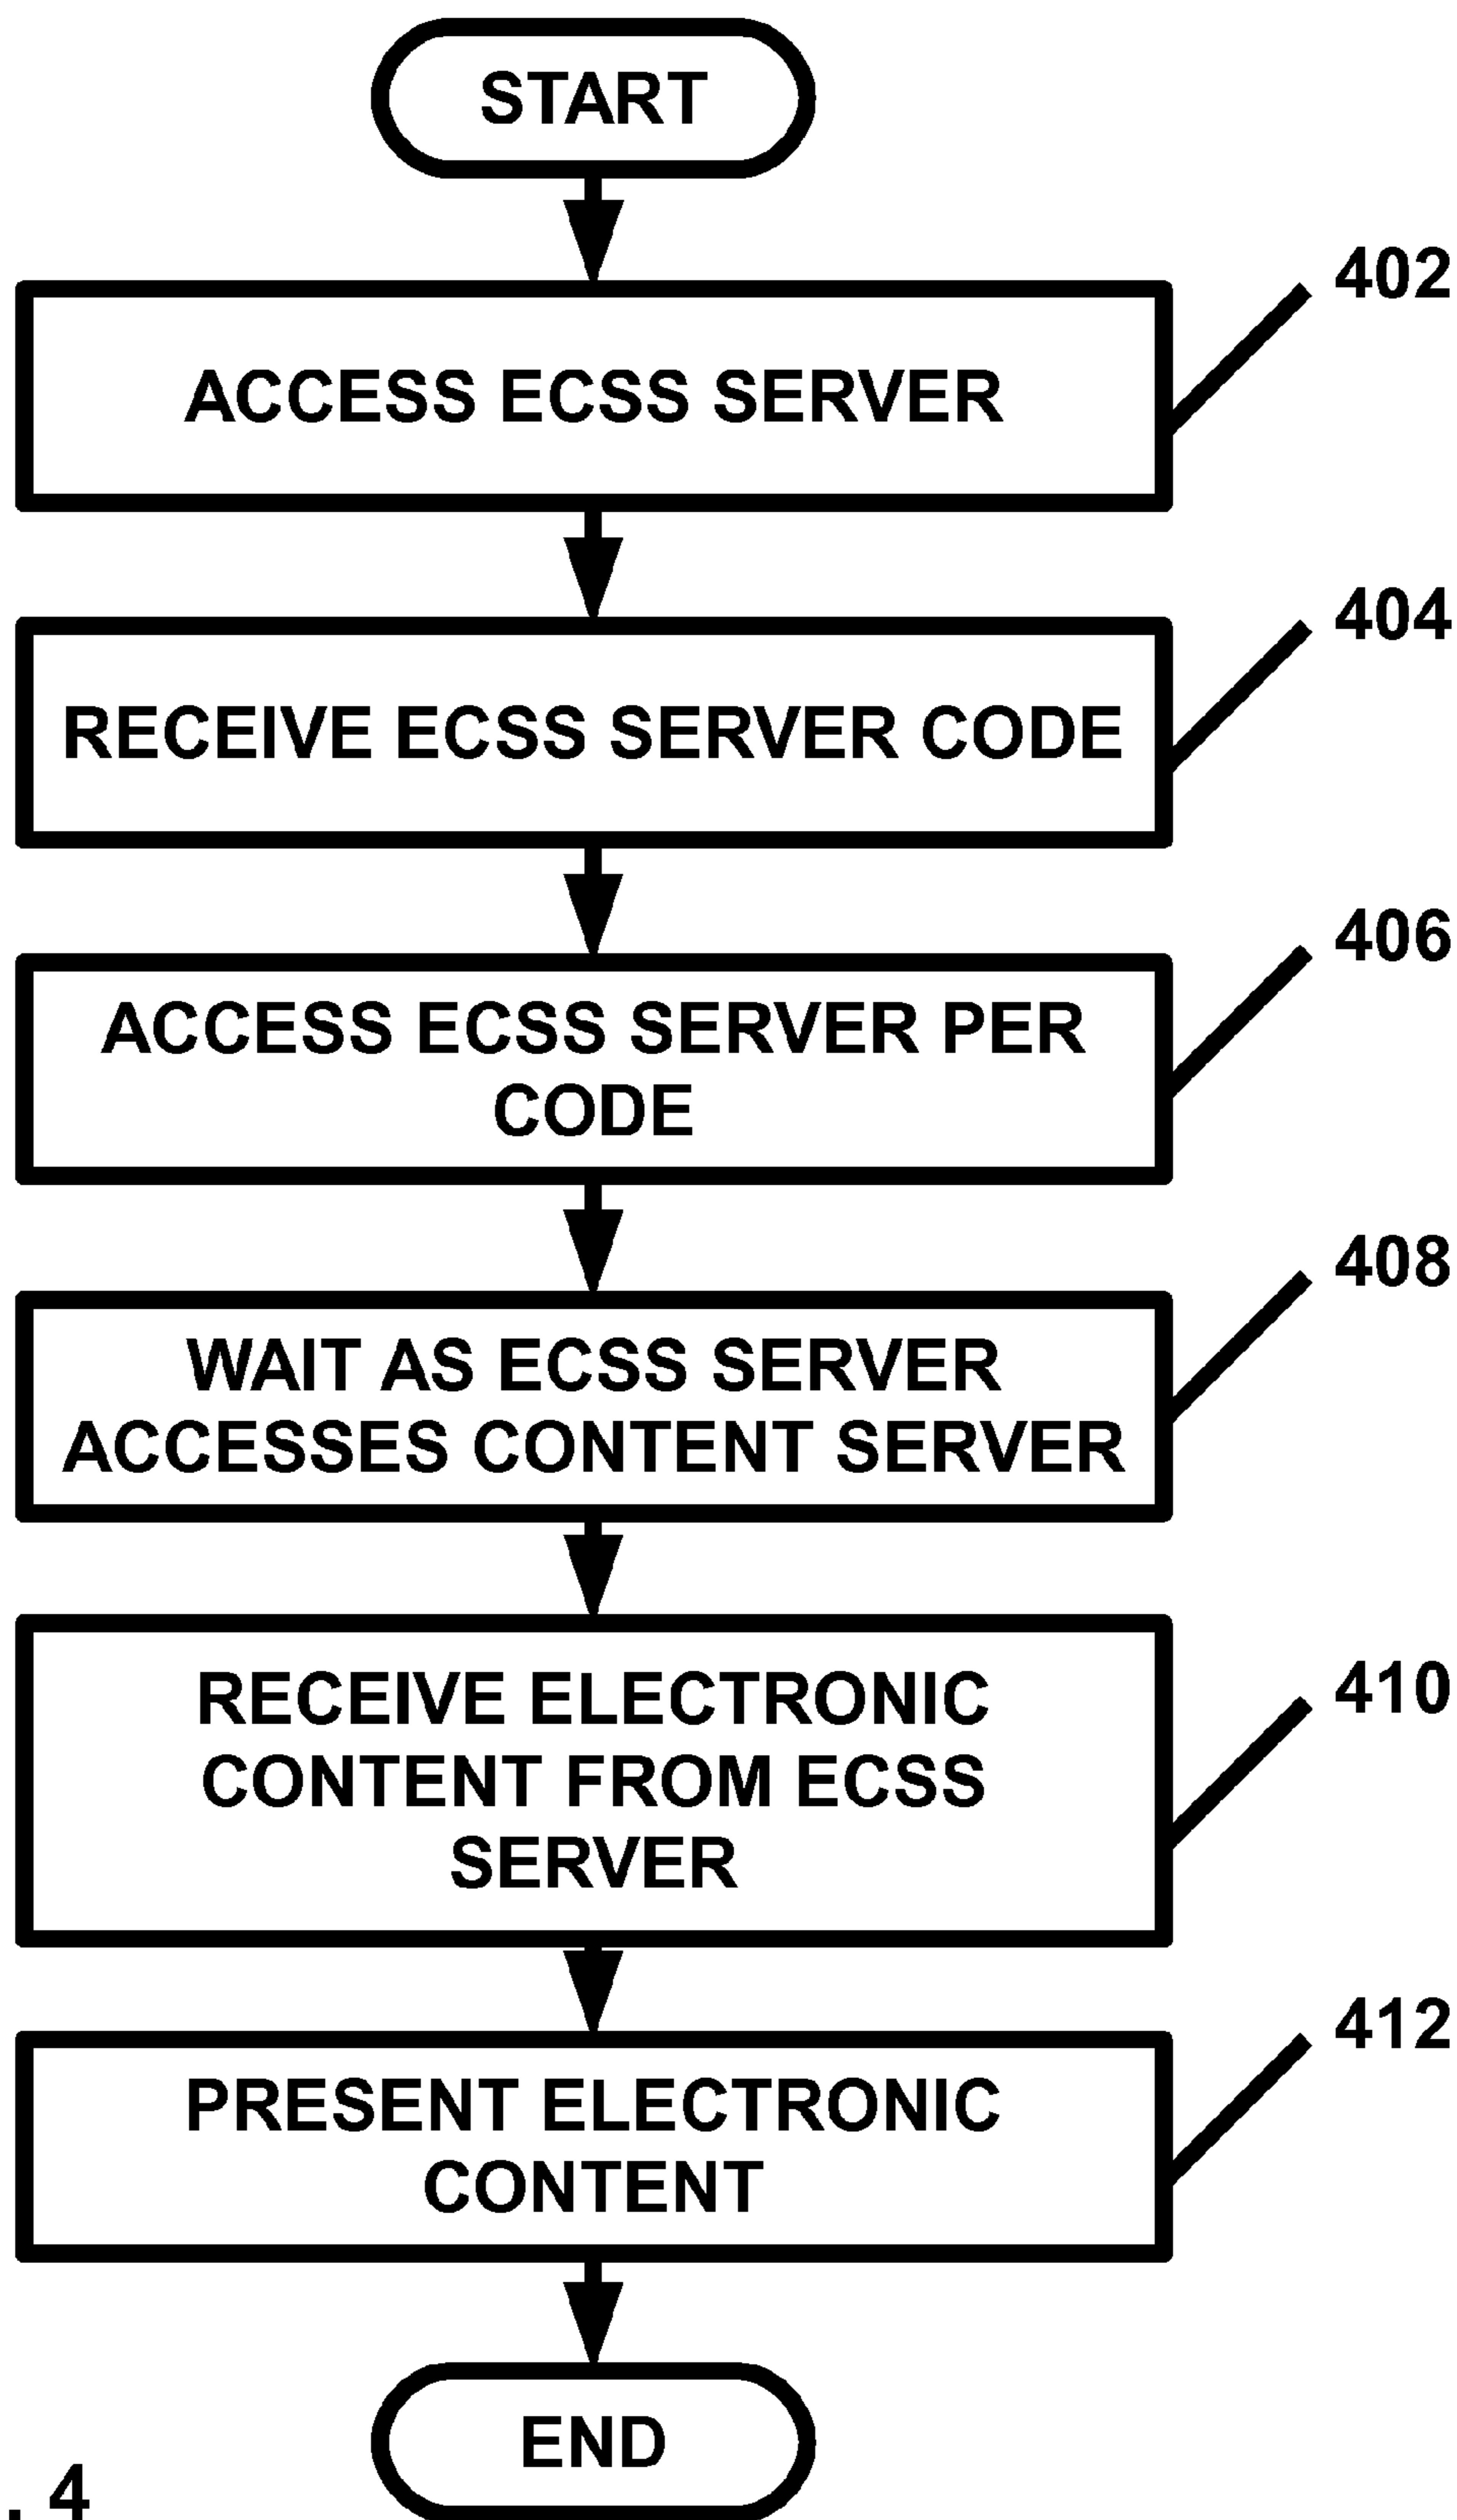 START
402
ACCESS ECSS SERVER
404
RECEIVE ECSS SERVER CODE
406
ACCESS ECSS SERVER PER
CODE
408
WAIT AS ECSS SERVER
ACCESSES CONTENT SERVER
410
RECEIVE ELECTRONIC
CONTENT FROM ECSS
SERVER
412
PRESENT ELECTRONIC
CONTENT
END
. 4